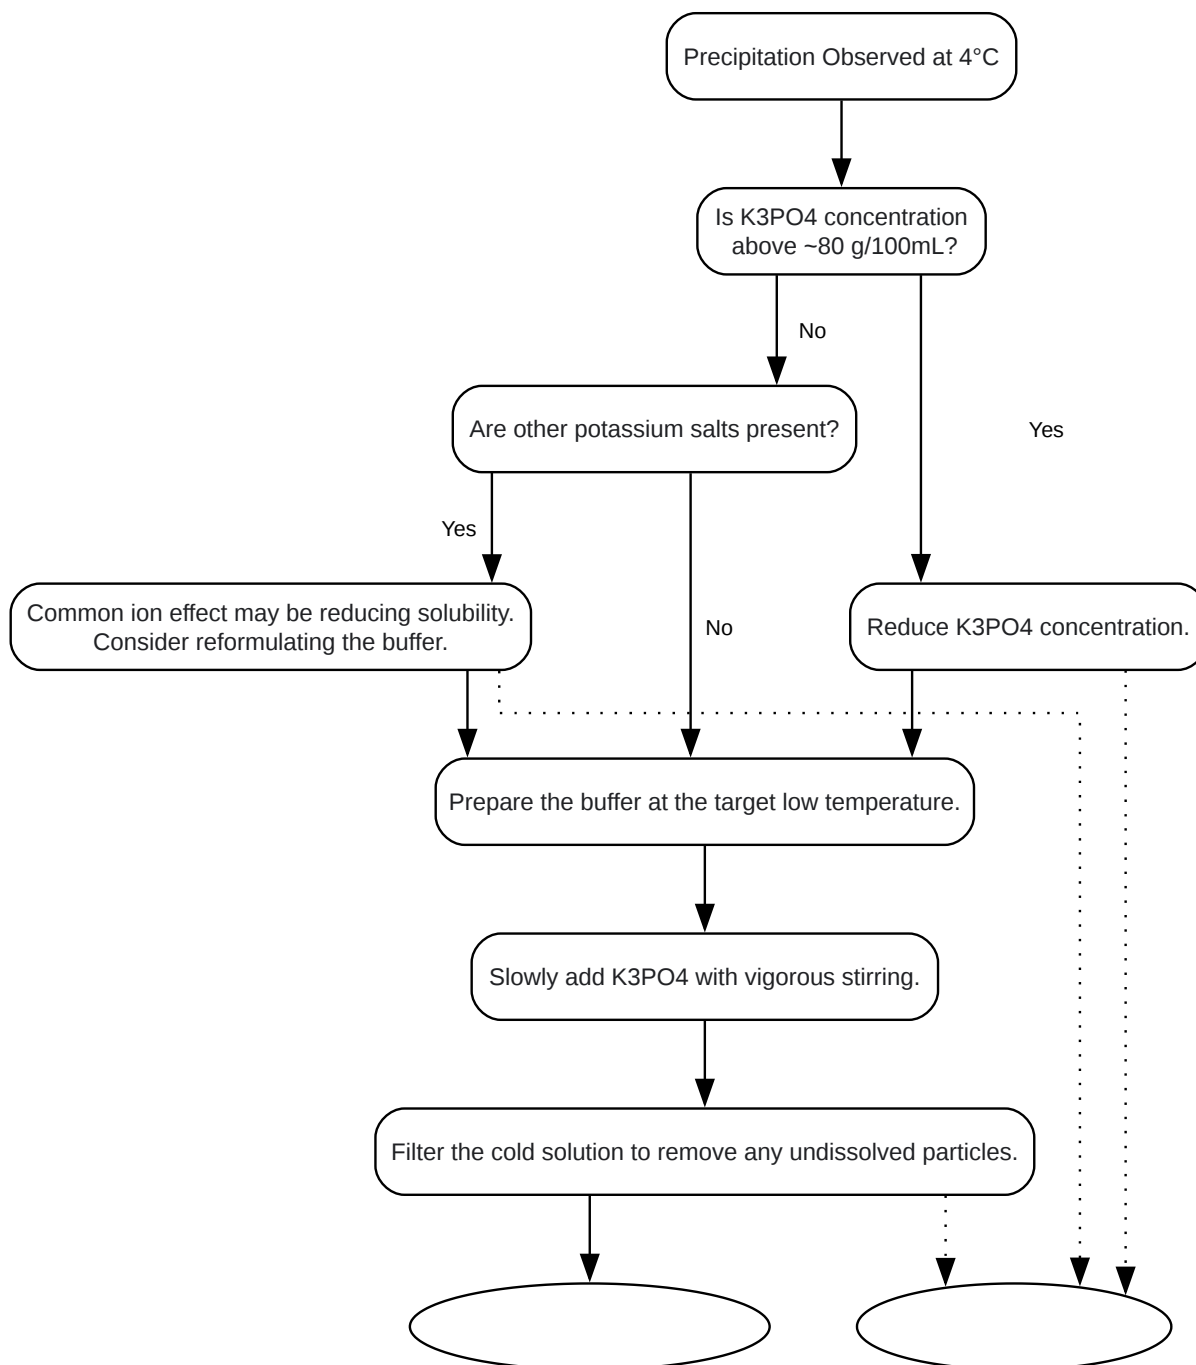 Precipitation Observed at 4°C
Is K3PO4 concentration
above ~80 g/100mL?
No
Are other potassium salts present?
Yes
Yes
Common ion effect may be reducing solubility.
Consider reformulating the buffer.
No
Reduce K3PO4 concentration.
Prepare the buffer at the target low temperature.
Slowly add K3PO4 with vigorous stirring.
Filter the cold solution to remove any undissolved particles.